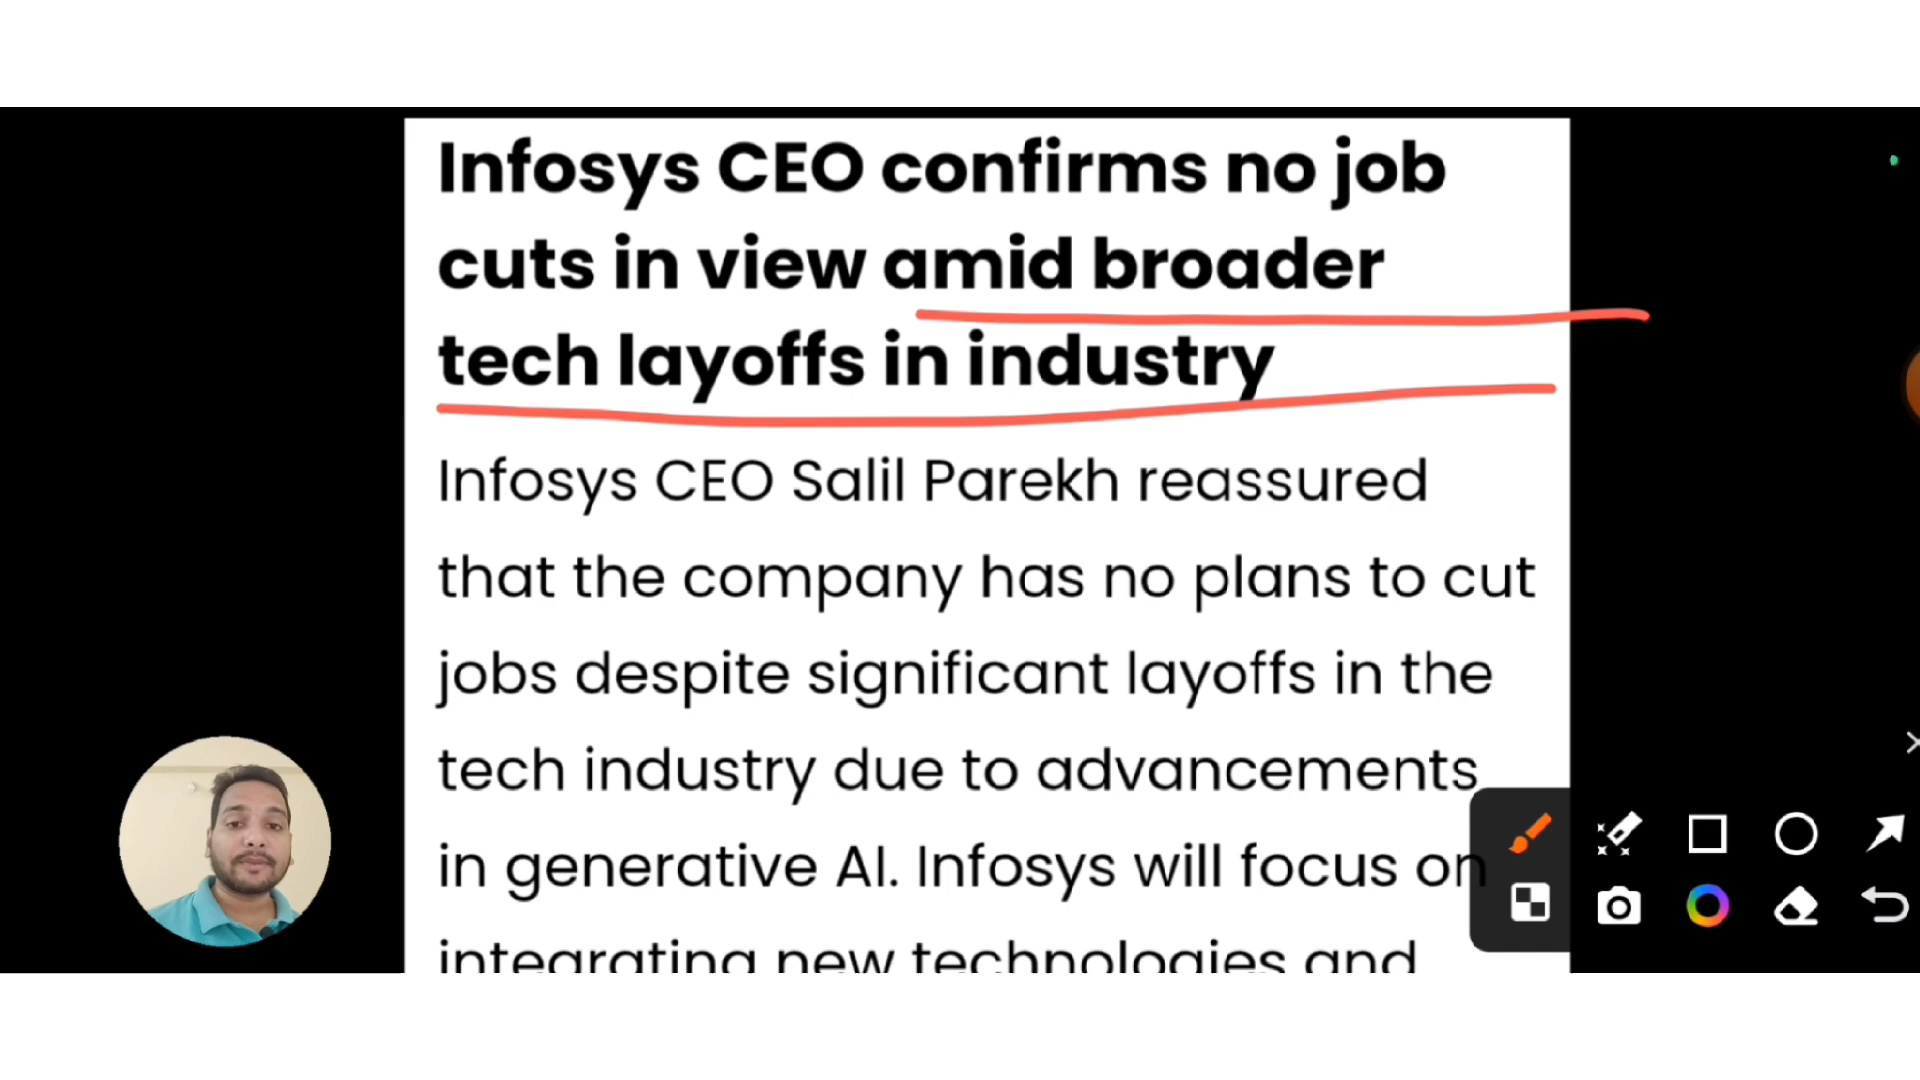 Infosys CEO confirms no job
cuts in view amid broader
tech layoffs in industry
Infosys CEO Salil Parekh reassured
that the company has no plans to cut
jobs despite significant layoffs in the
tech industry due to advancements
in generative AI. Infosys will focus on
integrating new technologies and